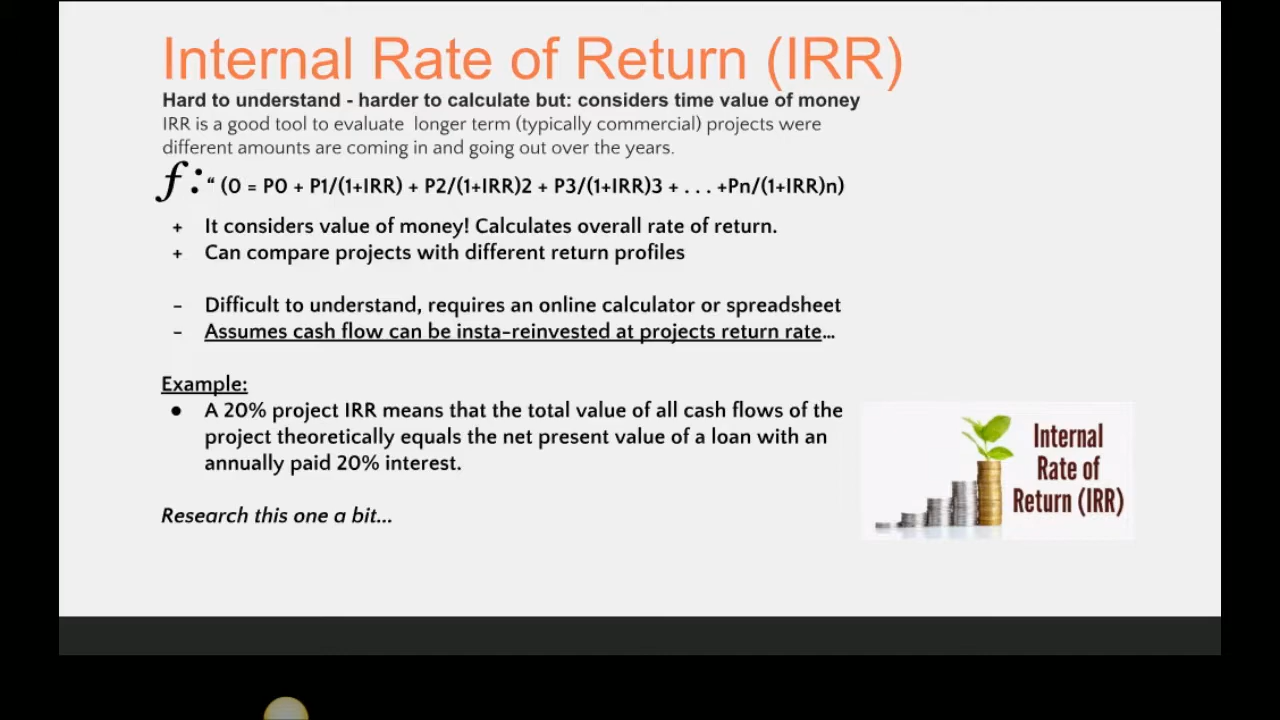 Internal Rate of Return (IRR)
Hard to understand - harder to calculate but: considers time value of money
IRR is a good tool to evaluate longer term (typically commercial) projects were
different amounts are coming in and going out over the years.
f: “ (0 = P0 + P1/(1+IRR) + P2/(1+IRR)2 + P3/(1+IRR)3 + . . . +Pn/(1+IRR)n)
+ It considers value of money! Calculates overall rate of return.
+ Can compare projects with different return profiles
- Difficult to understand, requires an online calculator or spreadsheet
- Assumes cash flow can be insta-reinvested at projects return rate...
Example:
● A 20% project IRR means that the total value of all cash flows of the
project theoretically equals the net present value of a loan with an
annually paid 20% interest.
Research this one a bit...
Internal
Rate of
Return (IRR)